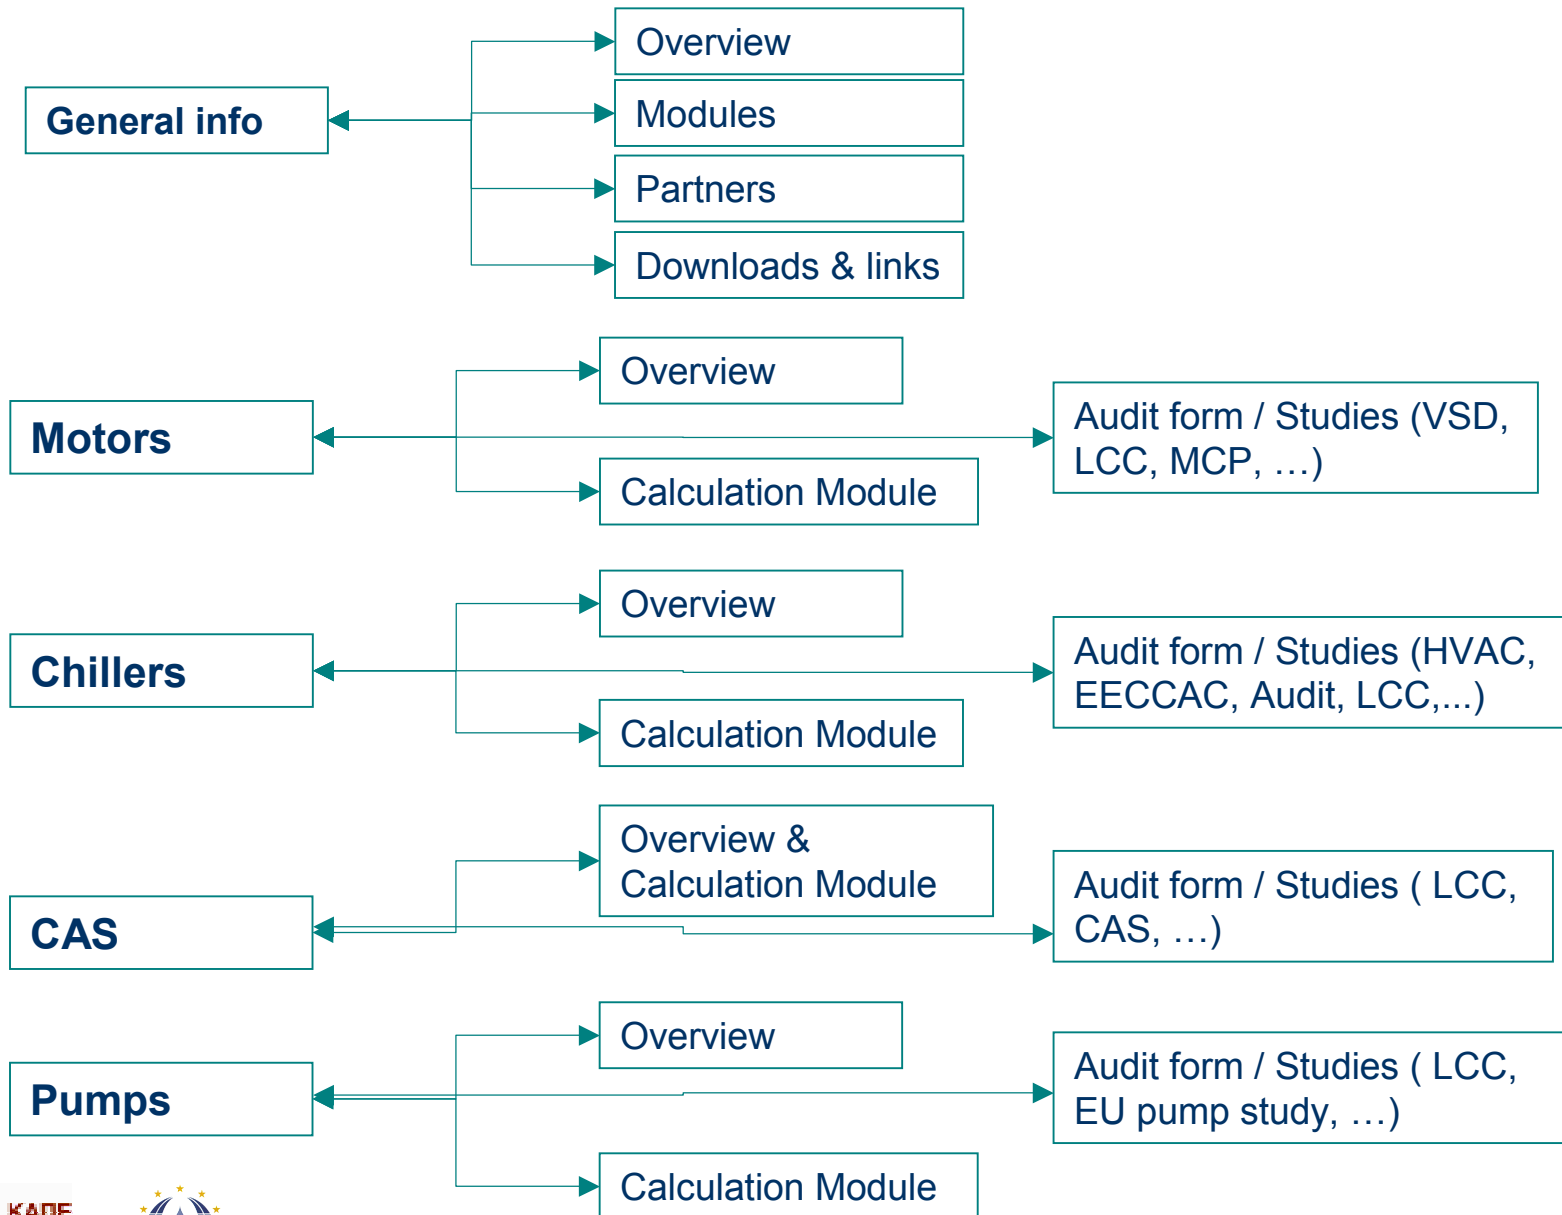 Overview
General info
Modules
Partners
Downloads & links
Overview
Motors
Audit form / Studies (VSD,
LCC, MCP, …)
Calculation Module
Overview
Chillers
Audit form / Studies (HVAC,
EECCAC, Audit, LCC,...)
Calculation Module
Overview &
Calculation Module
CAS
Audit form / Studies ( LCC,
CAS, …)
Overview
Pumps
Audit form / Studies ( LCC,
EU pump study, …)
Calculation Module